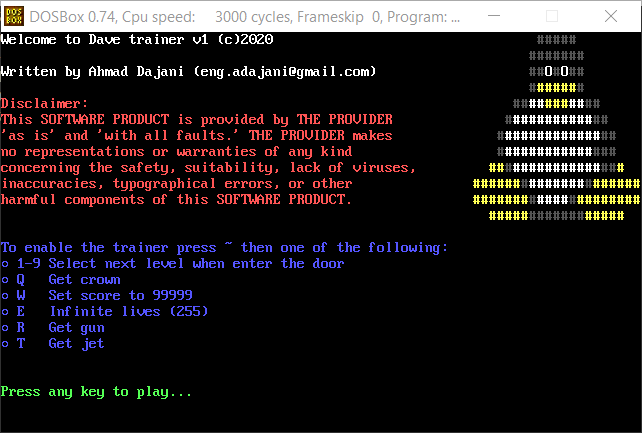 DOSBox 0.74, Cpu speed: 3000 cycles, Frameskip 0, Program: ...
DOS
BOX
Welcome to Dave trainer v1 (c)2020
Written by Ahmad Dajani (eng.adajani@gmail.com)
Disclaimer:
This SOFTWARE PRODUCT is provided by THE PROVIDER
'as is' and 'with all faults.' THE PROVIDER makes
no representations or warranties of any kind
concerning the safety, suitability, lack of viruses,
inaccuracies, typographical errors, or other
harmful components of this SOFTWARE PRODUCT.
To enable the trainer press ~ then one of the following:
1-9 Select next level when enter the door
Q Get crown
W Set score to 99999
E Infinite lives (255)
R Get gun
T Get jet
Press any key to play...